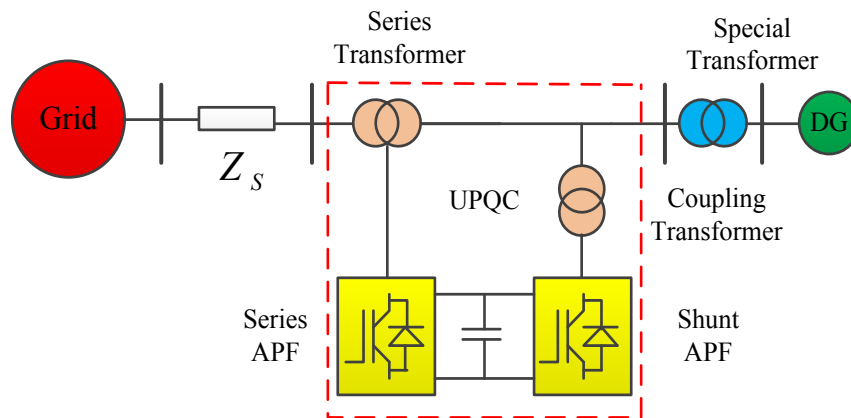 Series
Transformer
Special
Transformer
Grid
DG
Z S
UPQC
Coupling
Transformer
Series
APF
Shunt
APF